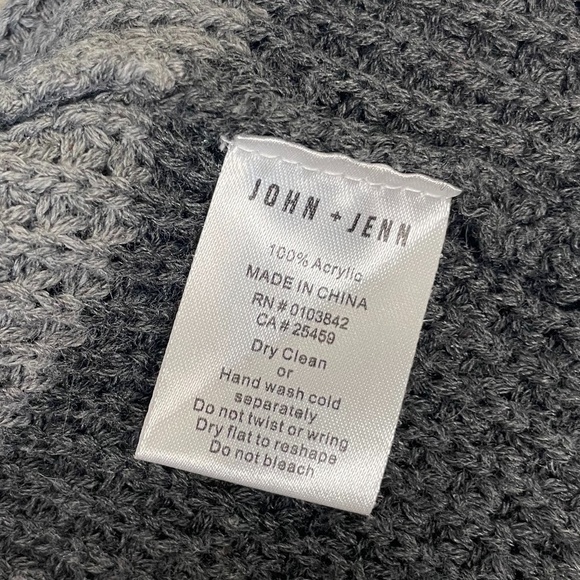 JOHN + JENN
100% Acrylic
MADE IN CHINA
RN # 0103842
CA # 25459
Dry Clean
or
Hand wash cold
separately
Do not twist or wring
Dry flat to reshape
Do not bleach